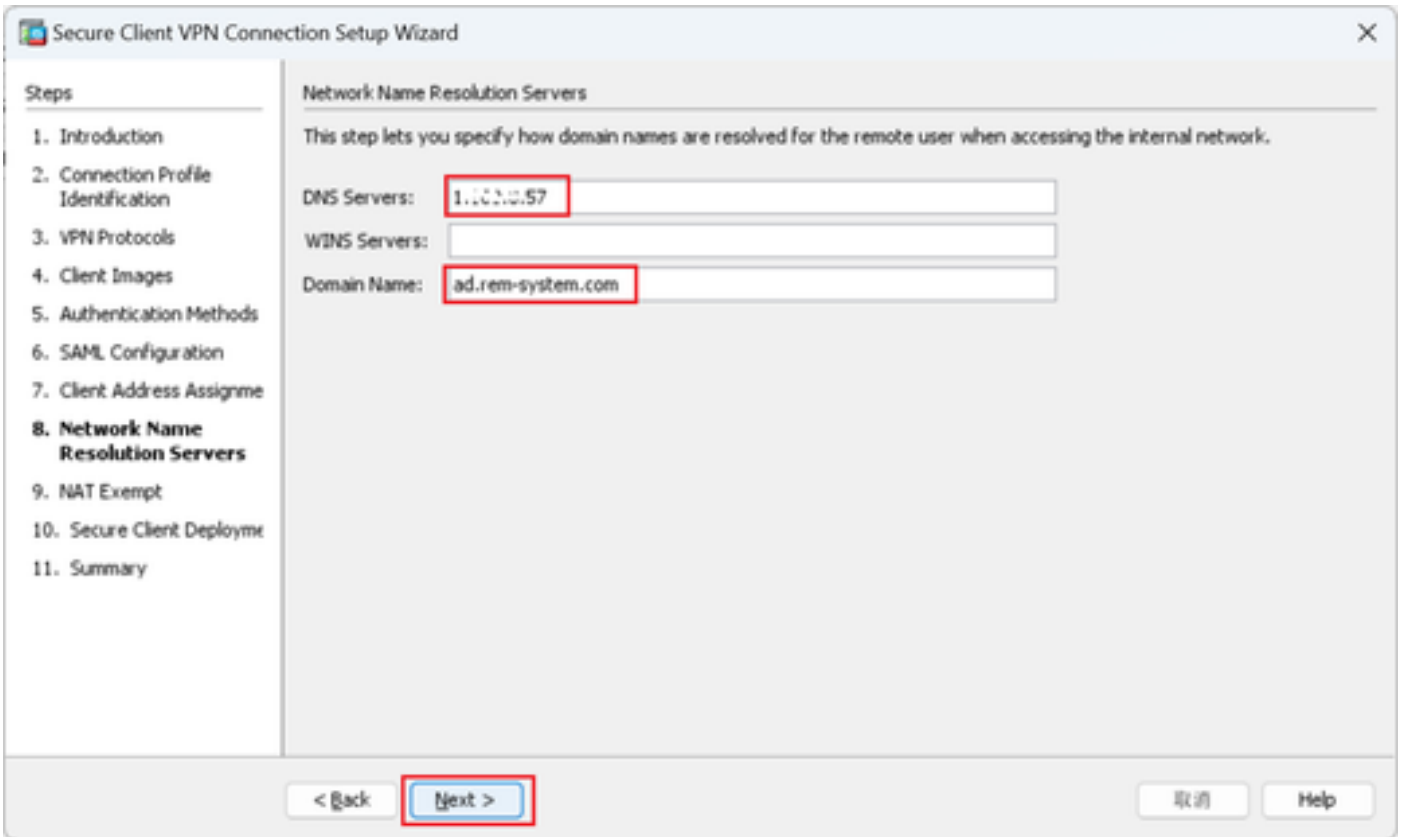 Secure Client VPN Connection Setup Wizard
Steps
1. Introduction
2. Connection Profile
Identification
3. VPN Protocols
4. Client Images
5. Authentication Methods
6. SAML Configuration
7. Client Address Assignme
8. Network Name
Resolution Servers
9. NAT Exempt
10. Secure Client Deployme
11. Summary
Network Name Resolution Servers
This step lets you specify how domain names are resolved for the remote user when accessing the internal network.
DNS Servers:
WINS Servers:
Domain Name: ad.rem-system.com
< Back
Next >
取消
Help